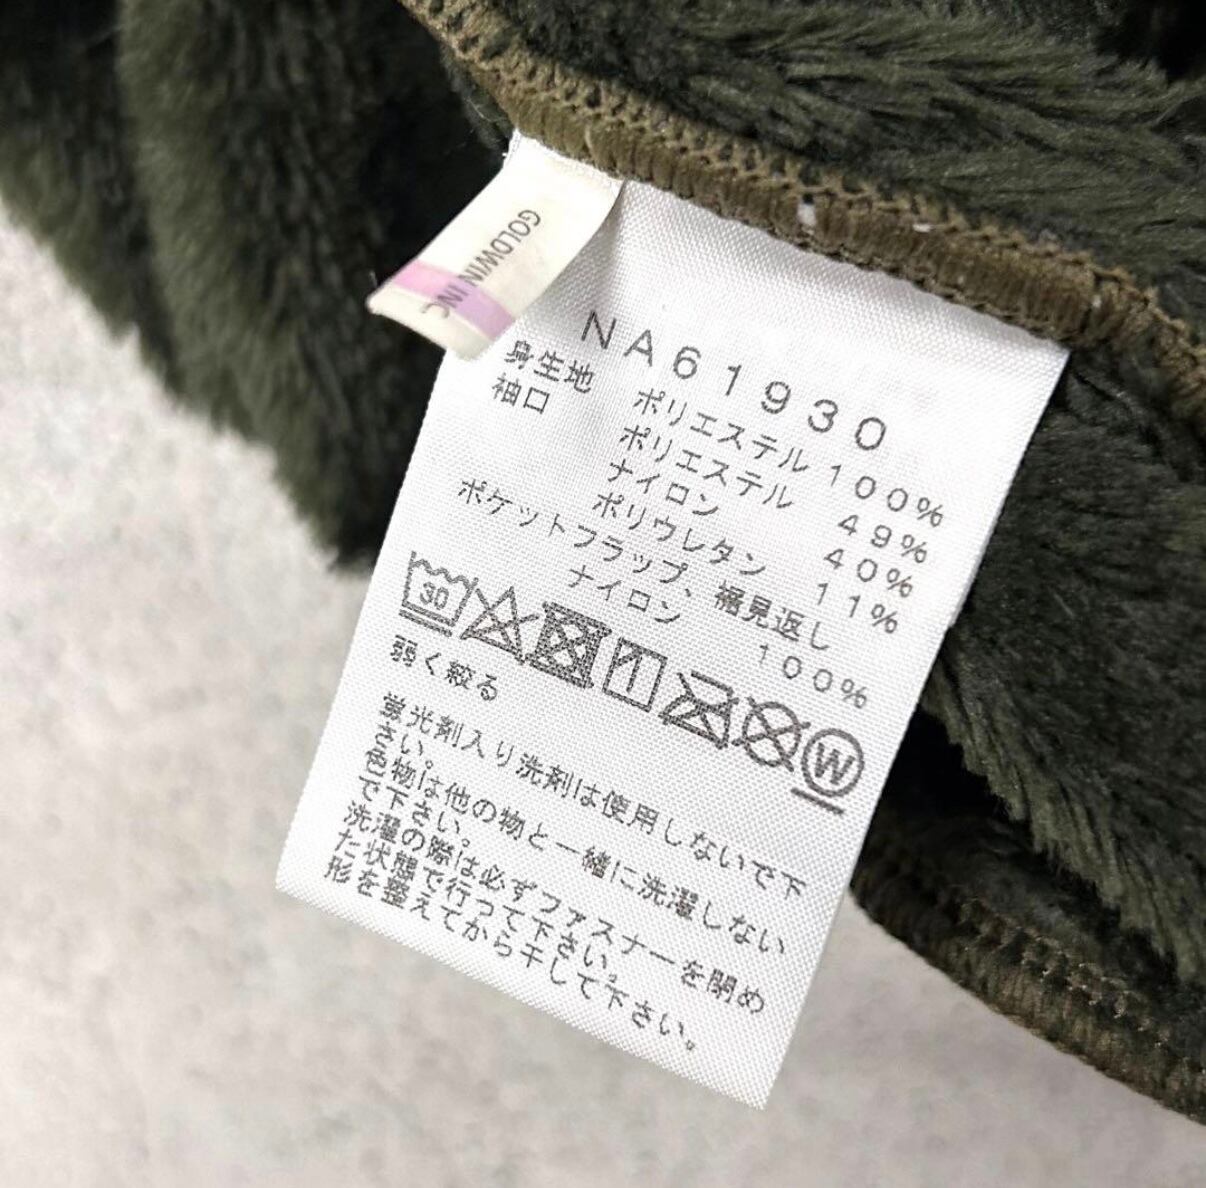 GOLDWIN INC
NA61930
身生地 ポリエステル 100%
袖口 ポリエステル 49%
ナイロン 40%
ポリウレタン 11%
ポケットフラップ、裾見返し
ナイロン 100%
30
W
弱く絞る
蛍光剤入り洗剤は使用しないで下
さい。
色物は他の物と一緒に洗濯しない
で下さい。
洗濯の際は必ずファスナーを閉め
た状態で行って下さい。
形を整えてから干して下さい。